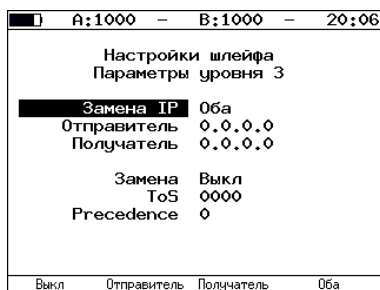 A:1000 – B:1000 – 20:06
Настройки шлейфа
Параметры уровня 3
Замена IP Оба
Отправитель 0.0.0.0
Получатель 0.0.0.0
Замена Выкл
ToS 0000
Precedence 0
Выкл Отправитель Получатель Оба